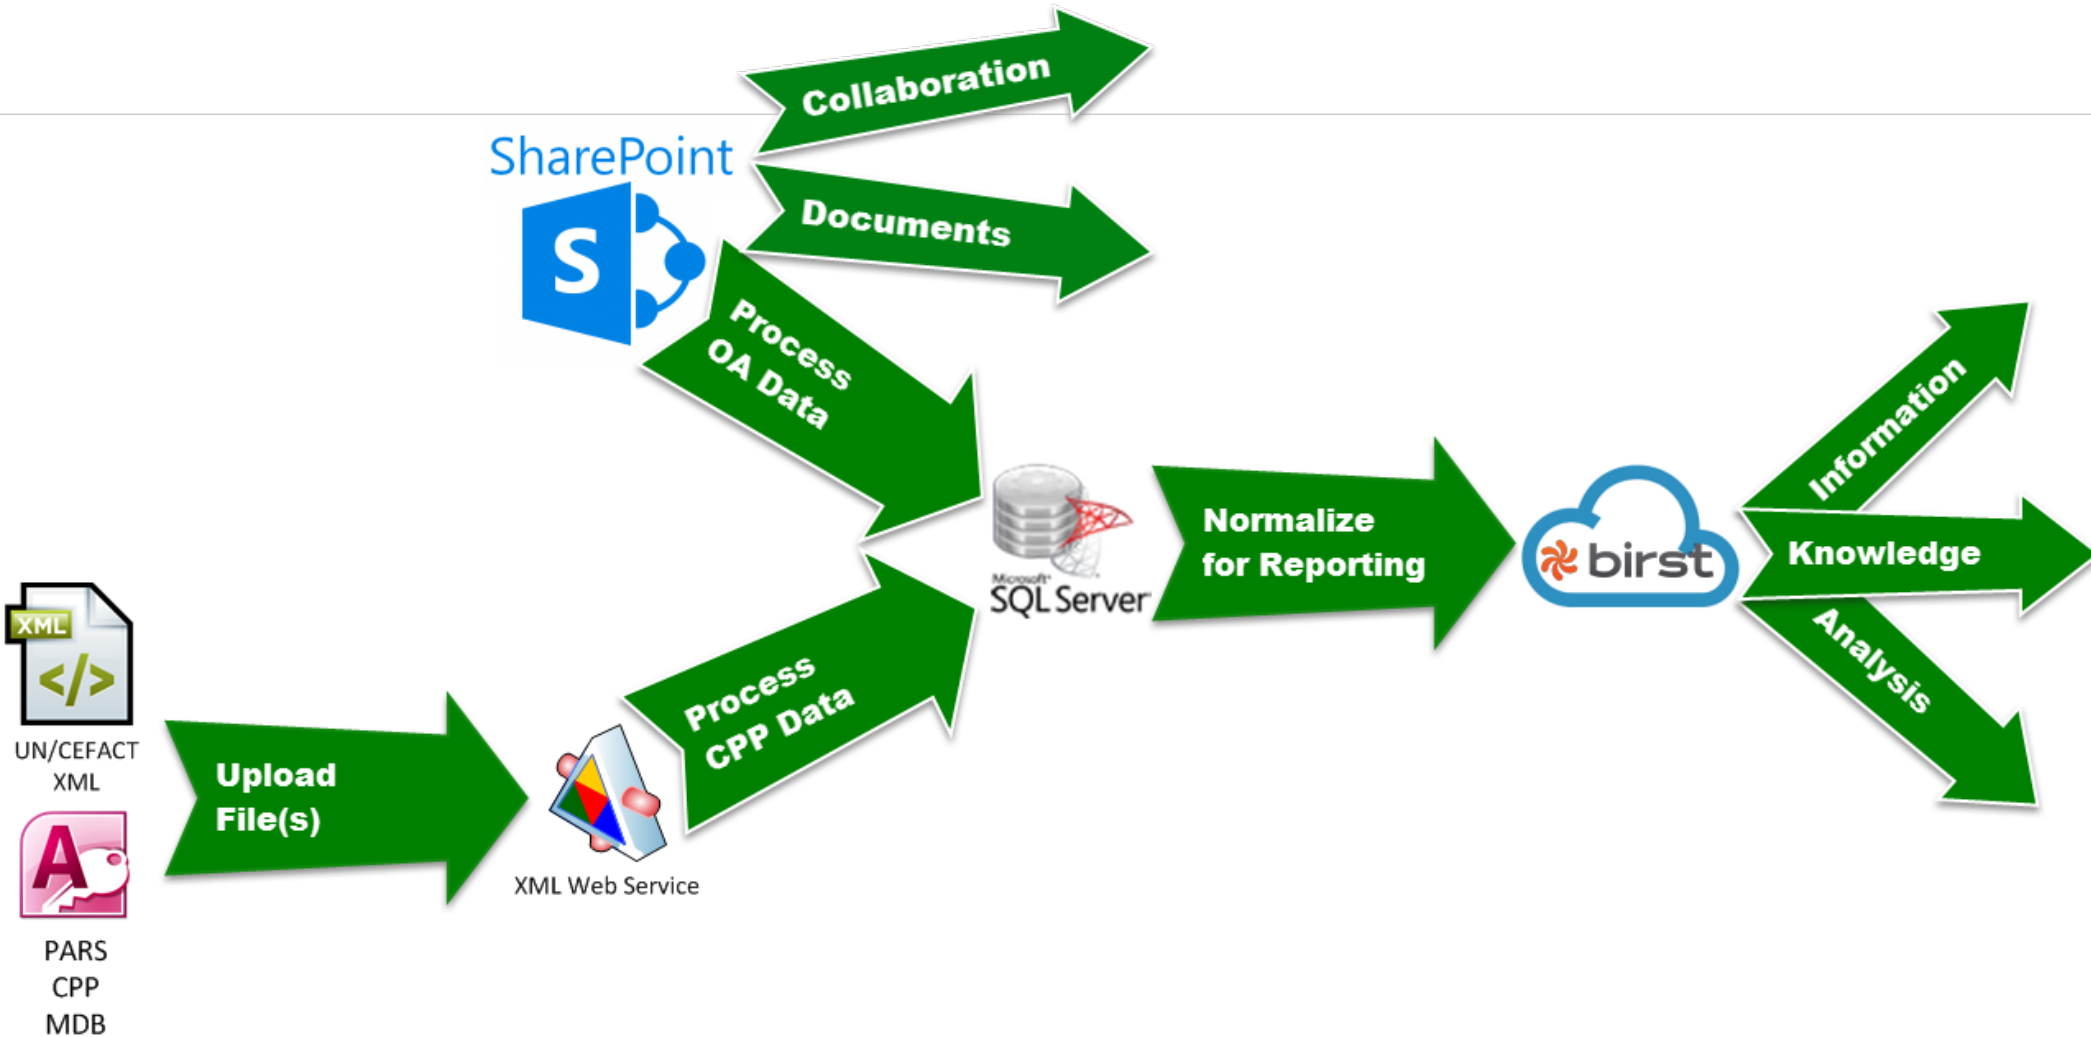 Collaboration
SharePoint
S
Documents
Process
OA Data
Information
Microsoft
SQL Server
Normalize
for Reporting
birst
Knowledge
Analysis
XML
</>
UN/CEFACT
XML
Upload
File(s)
Process
CPP Data
XML Web Service
A
PARS
CPP
MDB